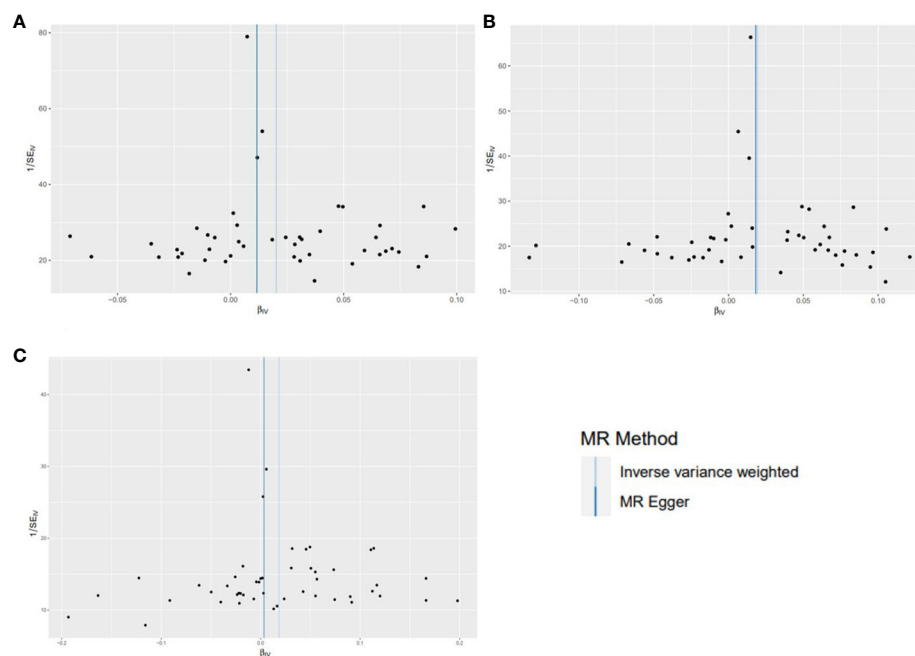 A
80
60
40
20
1/SE_IV
-0.05
0.00
0.05
0.10
β_IV
B
60
50
40
30
20
10
1/SE_IV
-0.10
-0.05
0.00
0.05
0.10
β_IV
C
40
30
20
10
1/SE_IV
-0.2
-0.1
0.0
0.1
0.2
β_IV
MR Method
Inverse variance weighted
MR Egger